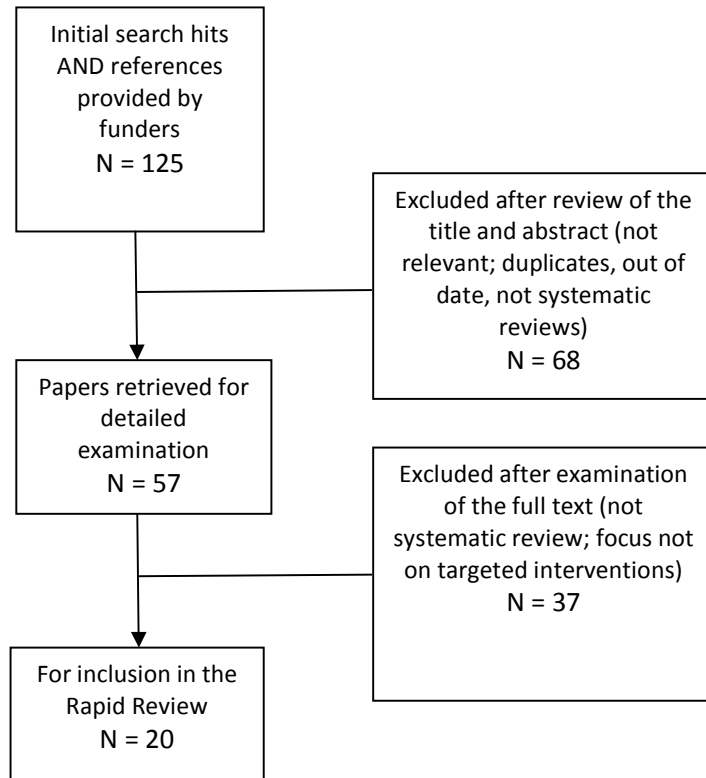 Initial search hits
AND references
provided by
funders
N = 125
Excluded after review of the
title and abstract (not
relevant; duplicates, out of
date, not systematic
reviews)
N = 68
Papers retrieved for
detailed
examination
N = 57
Excluded after examination
of the full text (not
systematic review; focus not
on targeted interventions)
N = 37
For inclusion in the
Rapid Review
N = 20